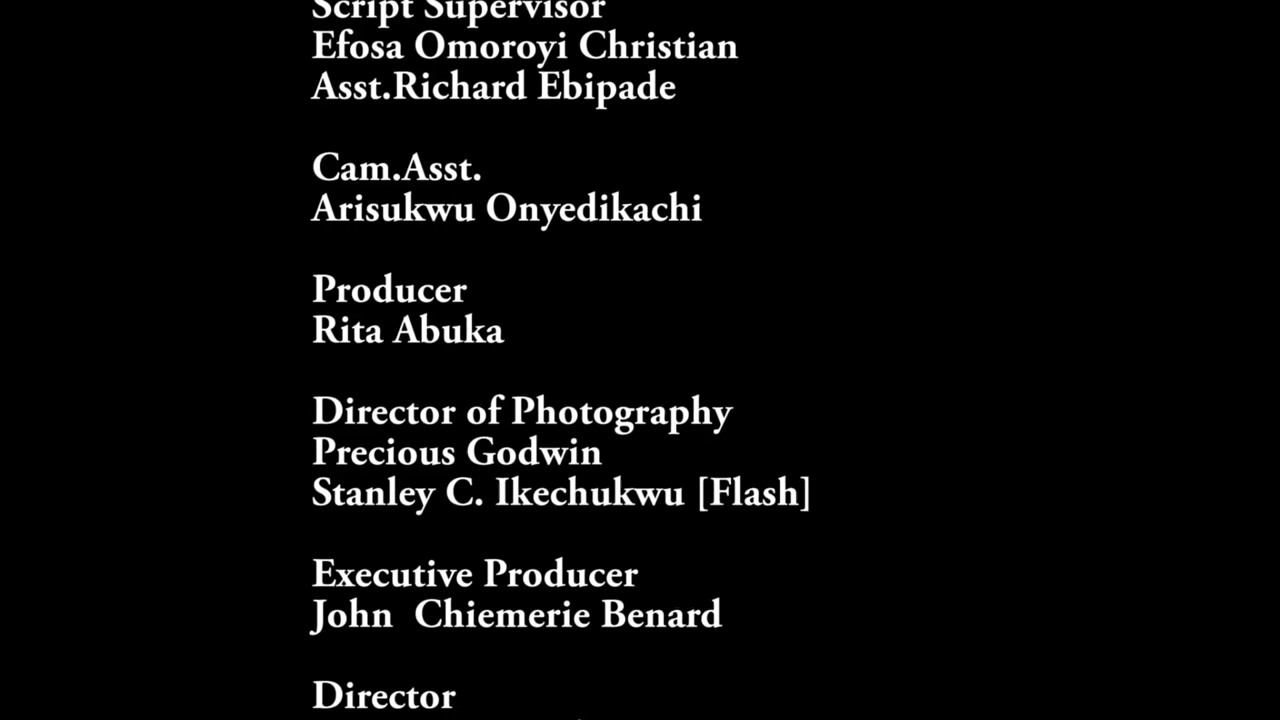 Script Supervisor
Efosa Omoroyi Christian
Asst.Richard Ebipade
Cam.Asst.
Arisukwu Onyedikachi
Producer
Rita Abuka
Director of Photography
Precious Godwin
Stanley C. Ikechukwu [Flash]
Executive Producer
John  Chiemerie Benard
Director